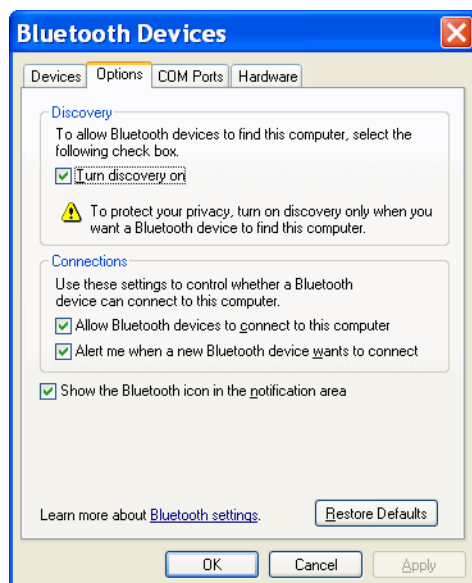 Bluetooth Devices
Devices Options COM Ports Hardware
Discovery
To allow Bluetooth devices to find this computer, select the
following check box.
Turn discovery on
To protect your privacy, turn on discovery only when you
want a Bluetooth device to find this computer.
Connections
Use these settings to control whether a Bluetooth
device can connect to this computer.
Allow Bluetooth devices to connect to this computer
Alert me when a new Bluetooth device wants to connect
Show the Bluetooth icon in the notification area
Learn more about Bluetooth settings. Restore Defaults
OK Cancel Apply